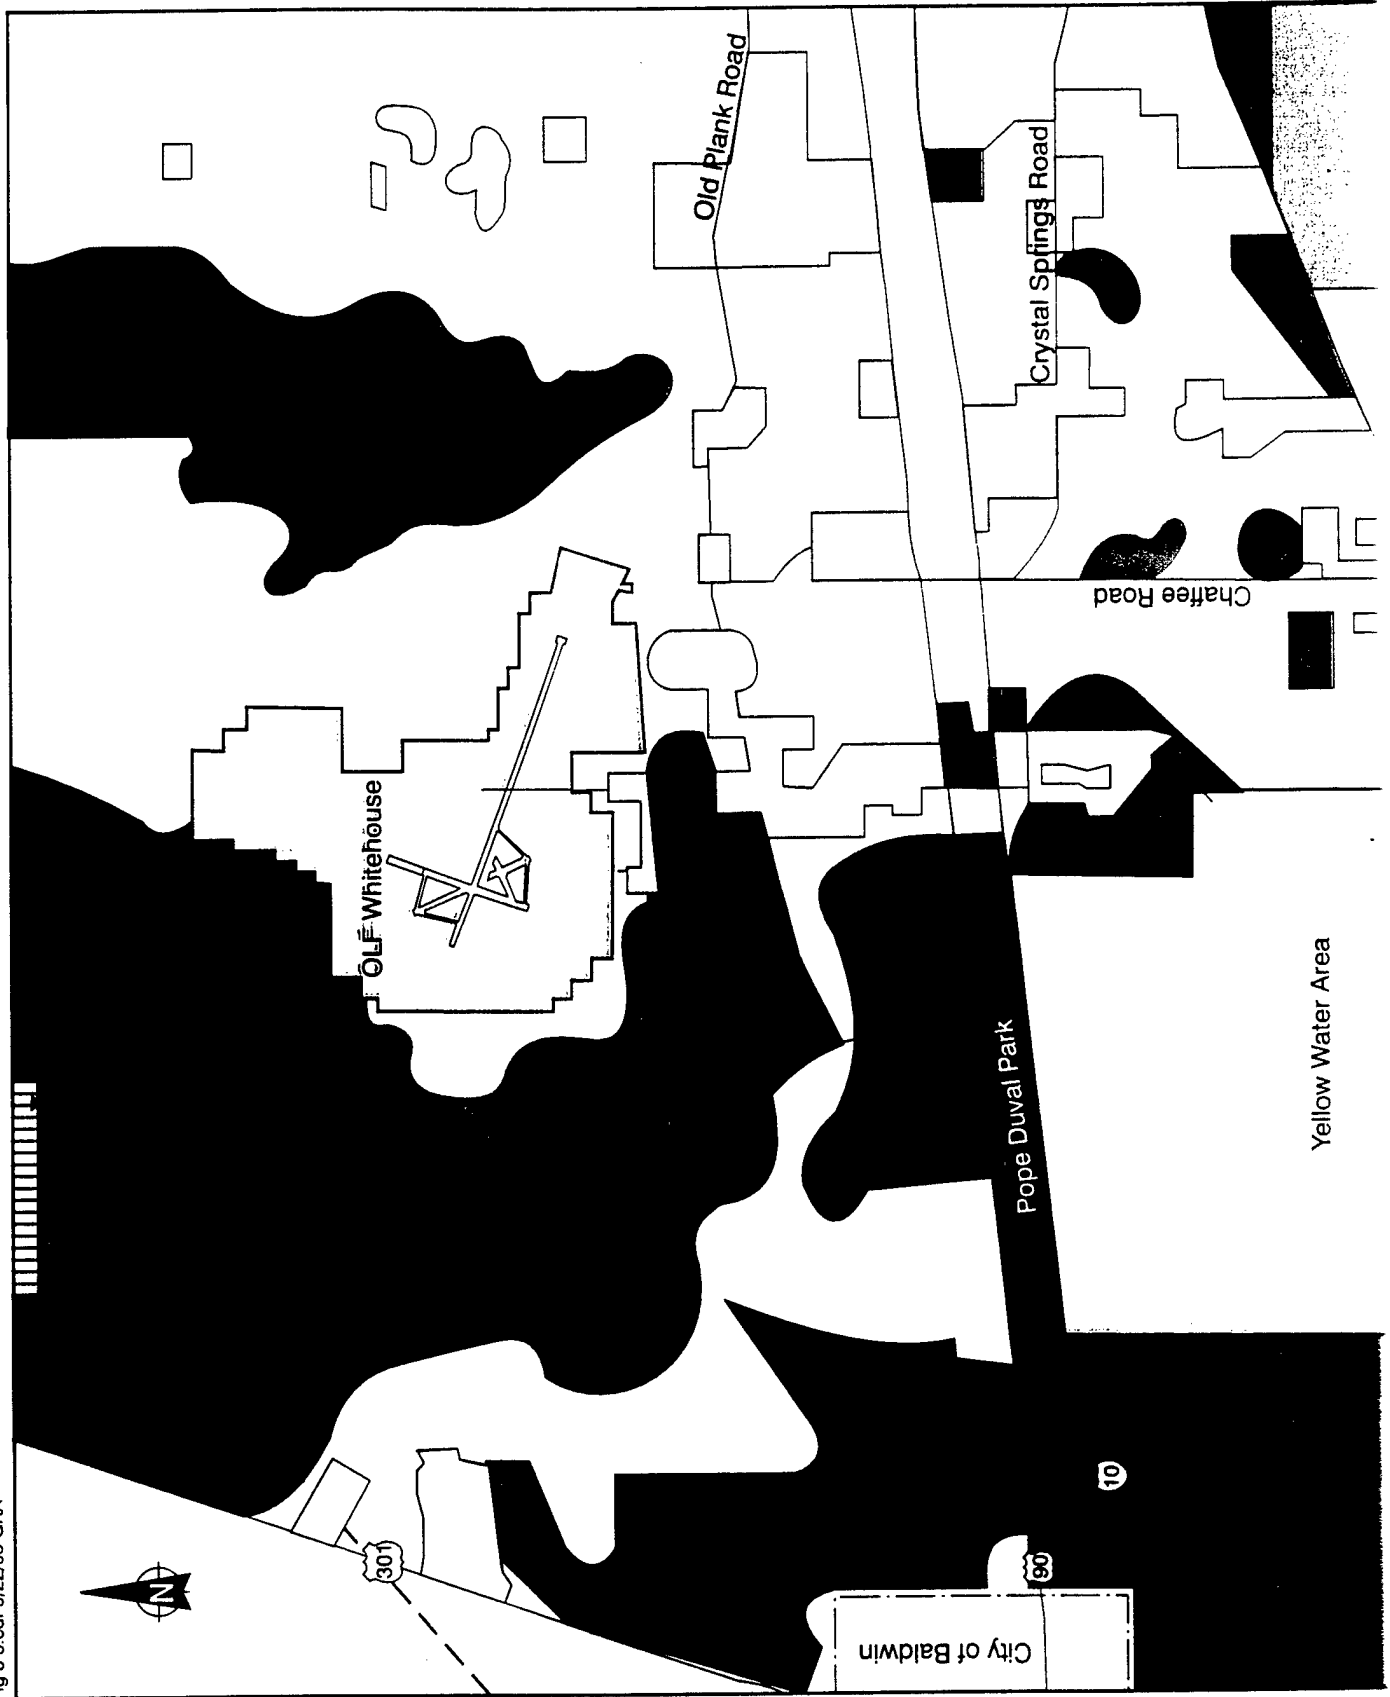 Old Plank Road
Crystal Springs Road
Chaffee Road
OLF Whitehouse
Pope Duval Park
Yellow Water Area
301
N
10
90
City of Baldwin